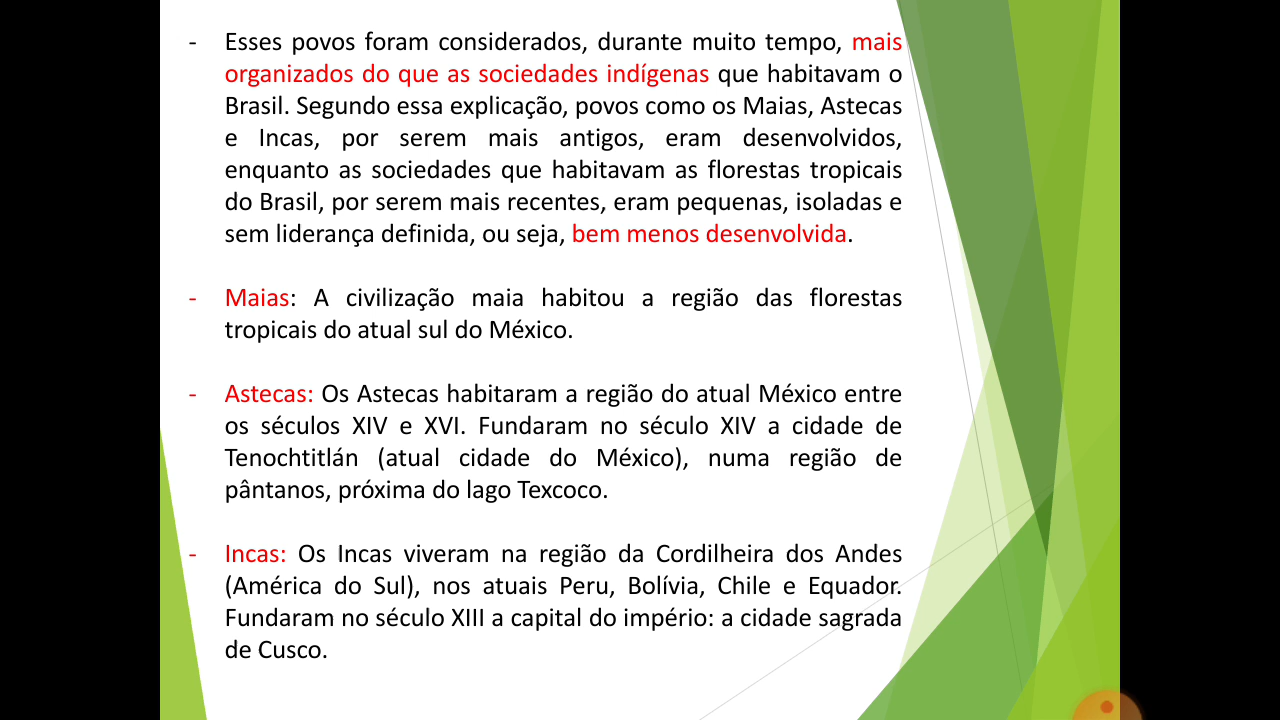 - Esses povos foram considerados, durante muito tempo, mais
organizados do que as sociedades indígenas que habitavam o
Brasil. Segundo essa explicação, povos como os Maias, Astecas
e Incas, por serem mais antigos, eram desenvolvidos,
enquanto as sociedades que habitavam as florestas tropicais
do Brasil, por serem mais recentes, eram pequenas, isoladas e
sem liderança definida, ou seja, bem menos desenvolvida.
- Maias: A civilização maia habitou a região das florestas
tropicais do atual sul do México.
- Astecas: Os Astecas habitaram a região do atual México entre
os séculos XIV e XVI. Fundaram no século XIV a cidade de
Tenochtitlán (atual cidade do México), numa região de
pântanos, próxima do lago Texcoco.
- Incas: Os Incas viveram na região da Cordilheira dos Andes
(América do Sul), nos atuais Peru, Bolívia, Chile e Equador.
Fundaram no século XIII a capital do império: a cidade sagrada
de Cusco.